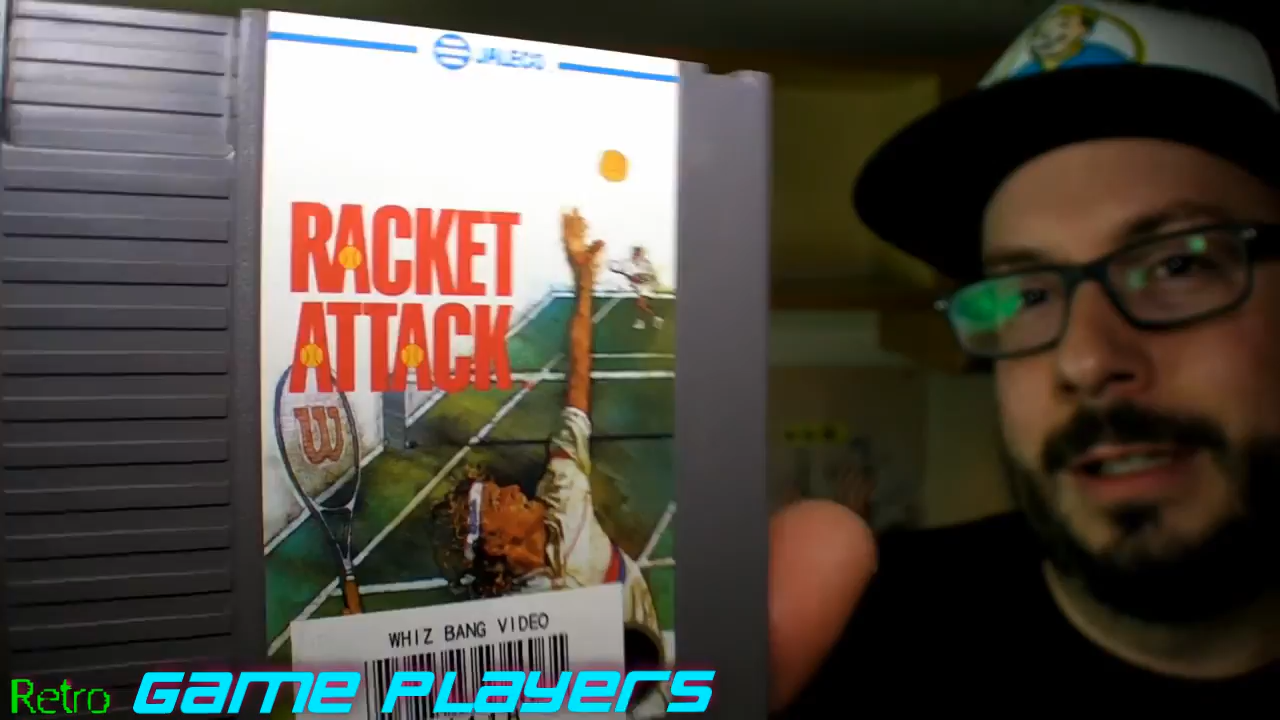 JALECO
RACKET
ATTACK
W
WHIZ BANG VIDEO
Retro GAME PLAYERS